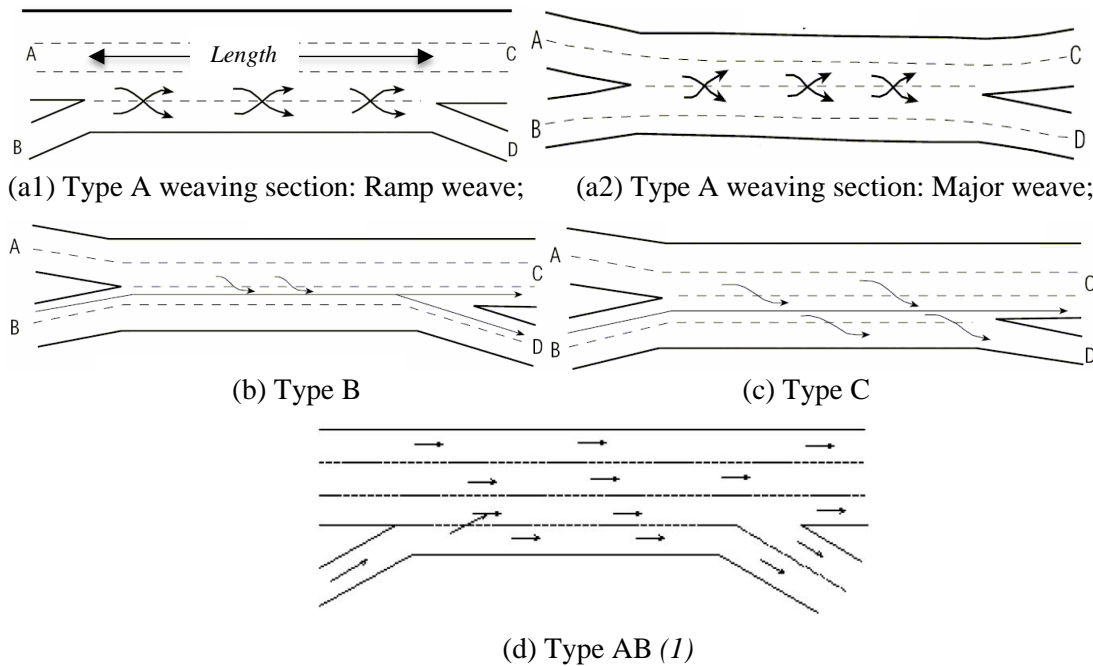 A Length C
B D
(a1) Type A weaving section: Ramp weave;
A C
B D
(a2) Type A weaving section: Major weave;
A C
B D
(b) Type B
A C
B D
(c) Type C
(d) Type AB (1)